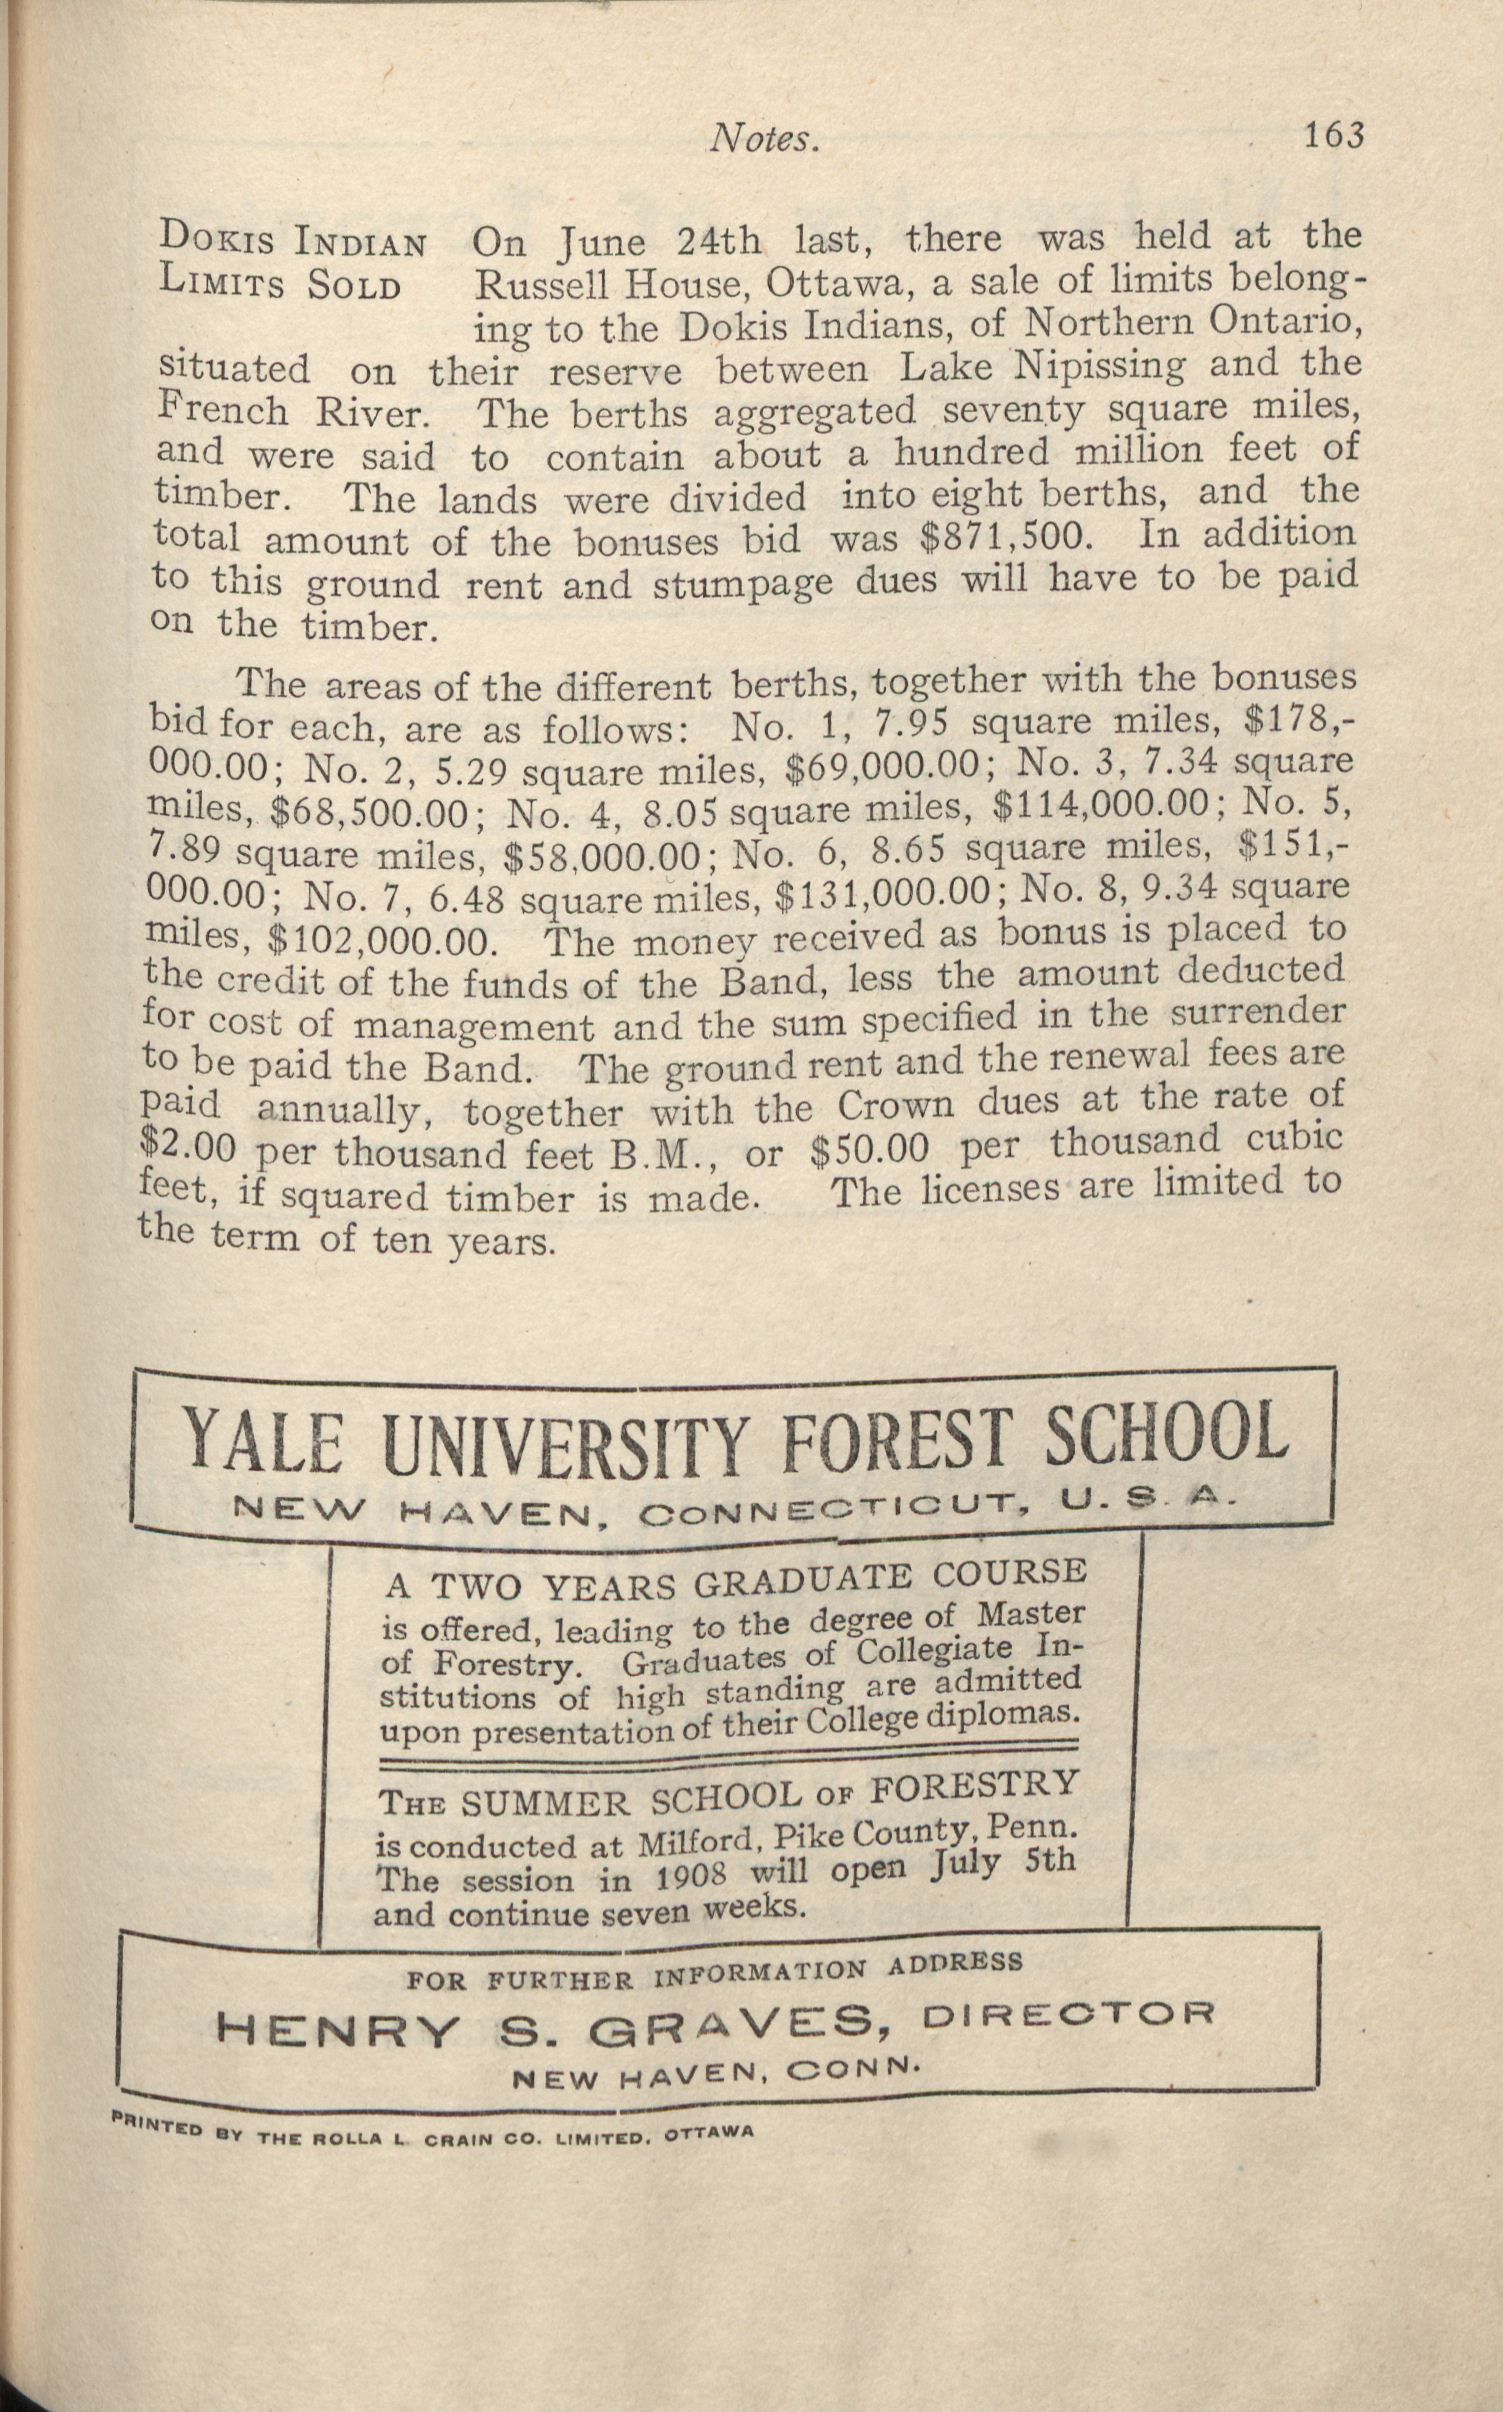 Notes. 163
DOKIS INDIAN On June 24th last, there was held at the
LIMITS SOLD Russell House, Ottawa, a sale of limits belong-
ing to the Dokis Indians, of Northern Ontario,
situated on their reserve between Lake Nipissing and the
French River. The berths aggregated seventy square miles,
and were said to contain about a hundred million feet of
timber. The lands were divided into eight berths, and the
total amount of the bonuses bid was $871,500. In addition
to this ground rent and stumpage dues will have to be paid
on the timber.
The areas of the different berths, together with the bonuses
bid for each, are as follows: No. 1, 7.95 square miles, $178,-
000.00; No. 2, 5.29 square miles, $69,000.00; No. 3, 7.34 square
miles, $68,500.00; No. 4, 8.05 square miles, $114,000.00; No. 5,
7.89 square miles, $58,000.00; No. 6, 8.65 square miles, $151,-
000.00; No. 7, 6.48 square miles, $131,000.00; No. 8, 9.34 square
miles, $102,000.00. The money received as bonus is placed to
the credit of the funds of the Band, less the amount deducted
for cost of management and the sum specified in the surrender
to be paid the Band. The ground rent and the renewal fees are
paid annually, together with the Crown dues at the rate of
$2.00 per thousand feet B.M., or $50.00 per thousand cubic
feet, if squared timber is made. The licenses are limited to
the term of ten years.
YALE UNIVERSITY FOREST SCHOOL
NEW HAVEN, CONNECTICUT, U. S. A.
A TWO YEARS GRADUATE COURSE
is offered, leading to the degree of Master
of Forestry. Graduates of Collegiate In-
stitutions of high standing are admitted
upon presentation of their College diplomas.
THE SUMMER SCHOOL OF FORESTRY
is conducted at Milford, Pike County, Penn.
The session in 1908 will open July 5th
and continue seven weeks.
FOR FURTHER INFORMATION ADDRESS
HENRY S. GRAVES, DIRECTOR
NEW HAVEN, CONN.
PRINTED BY THE ROLLA L. CRAIN CO. LIMITED, OTTAWA